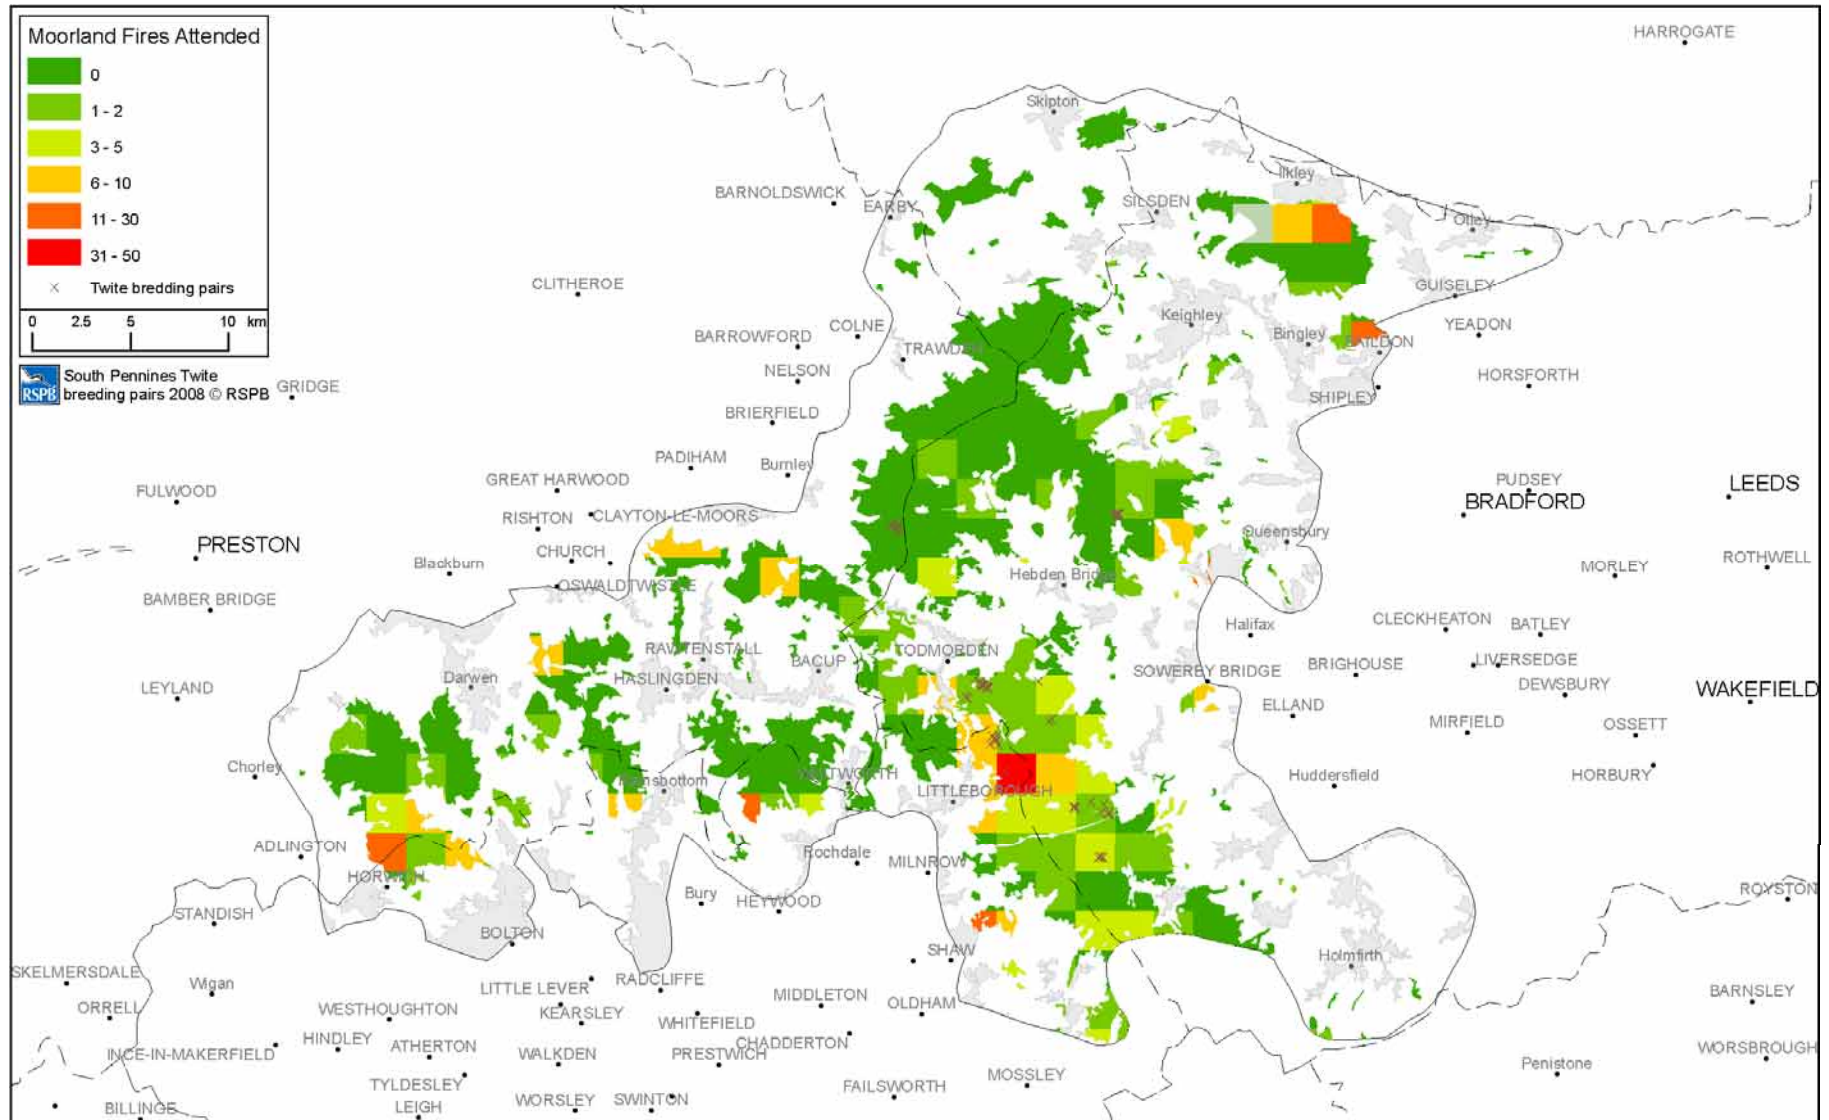 Moorland Fires Attended
0
1 - 2
3 - 5
6 - 10
11 - 30
31 - 50
Twite bredding pairs
0 2.5 5 10 km
RSPB
South Pennines Twite
breeding pairs 2008 © RSPB
GRIDGE
HARROGATE
Skipton
Ilkley
BARNOLDSWICK
EARBY
SILSDEN
Otley
CLITHEROE
GUISELEY
Keighley
COLNE
BARROWFORD
TRAWDEN
Bingley
BAILDON
YEADON
NELSON
HORSFORTH
SHIPLEY
BRIERFIELD
PADIHAM
Burnley
GREAT HARWOOD
FULWOOD
PUDSEY
LEEDS
BRADFORD
RISHTON
CLAYTON-LE-MOORS
Queensbury
PRESTON
CHURCH
Blackburn
Hebden Bridge
MORLEY
ROTHWELL
OSWALDTWISTLE
BAMBER BRIDGE
Halifax
CLECKHEATON
BATLEY
RAWTENSTALL
BACUP
TODMORDEN
SOWERBY BRIDGE
BRIGHOUSE
LIVERSEDGE
LEYLAND
Darwen
HASLINGDEN
DEWSBURY
WAKEFIELD
ELLAND
MIRFIELD
OSSETT
Chorley
Ramsbottom
WHITWORTH
LITTLEBOROUGH
Huddersfield
HORBURY
ADLINGTON
HORWICH
Rochdale
MILNROW
STANDISH
Bury
HEYWOOD
ROYSTON
BOLTON
SHAW
Holmfirth
SKELMERSDALE
Wigan
LITTLE LEVER
RADCLIFFE
MIDDLETON
OLDHAM
BARNSLEY
ORRELL
WESTHOUGHTON
KEARSLEY
WHITEFIELD
HINDLEY
ATHERTON
CHADDERTON
INCE-IN-MAKERFIELD
WALKDEN
PRESTWICH
WORSBROUGH
Penistone
TYLDESLEY
FAILSWORTH
MOSSLEY
BILLINGE
LEIGH
WORSLEY
SWINTON